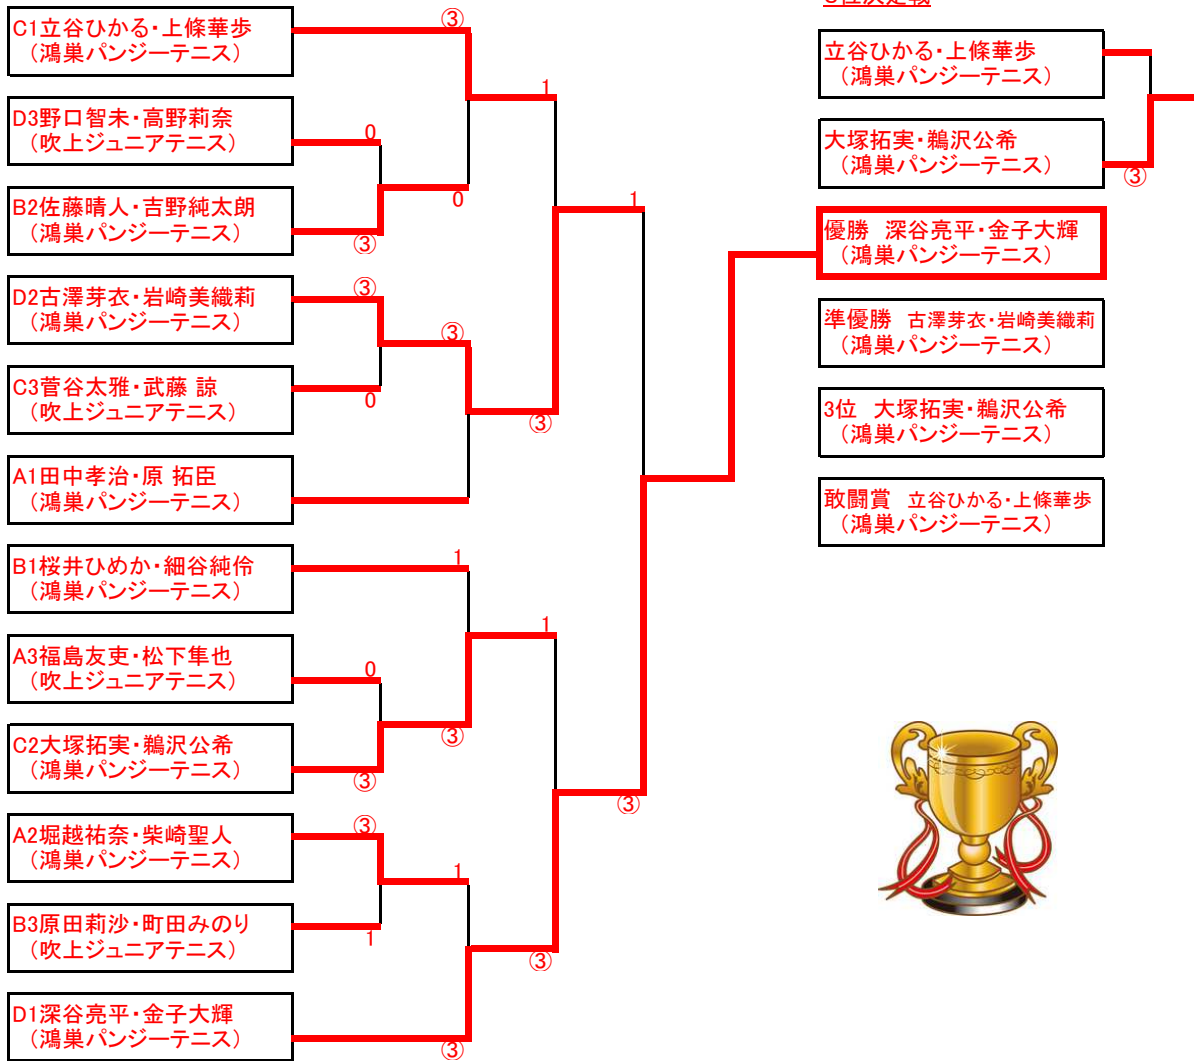 C1立谷ひかる・上條華歩
(鴻巣パンジーテニス)
D3野口智未・高野莉奈
(吹上ジュニアテニス)
B2佐藤晴人・吉野純太朗
(鴻巣パンジーテニス)
D2古澤芽衣・岩崎美織莉
(鴻巣パンジーテニス)
C3菅谷太雅・武藤 諒
(吹上ジュニアテニス)
A1田中孝治・原 拓臣
(鴻巣パンジーテニス)
B1桜井ひめか・細谷純伶
(鴻巣パンジーテニス)
A3福島友吏・松下隼也
(吹上ジュニアテニス)
C2大塚拓実・鵜沢公希
(鴻巣パンジーテニス)
A2堀越祐奈・柴崎聖人
(鴻巣パンジーテニス)
B3原田莉沙・町田みのり
(吹上ジュニアテニス)
D1深谷亮平・金子大輝
(鴻巣パンジーテニス)
0
③
③
0
0
③
③
1
③
0
③
1
③
1
③
1
③
1
③
1
③
立谷ひかる・上條華歩
(鴻巣パンジーテニス)
大塚拓実・鵜沢公希
(鴻巣パンジーテニス)
③
優勝 深谷亮平・金子大輝
(鴻巣パンジーテニス)
準優勝 古澤芽衣・岩崎美織莉
(鴻巣パンジーテニス)
3位 大塚拓実・鵜沢公希
(鴻巣パンジーテニス)
敢闘賞 立谷ひかる・上條華歩
(鴻巣パンジーテニス)